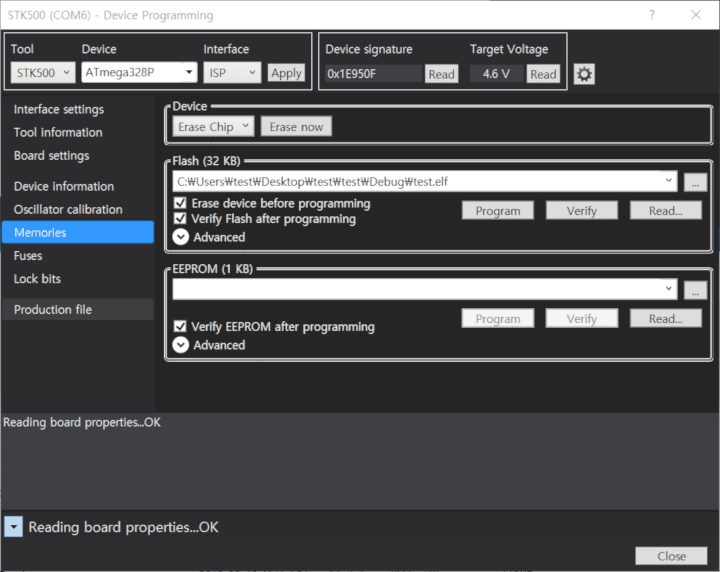 STK500 (COM6) - Device Programming
Tool Device Interface Device signature Target Voltage
STK500 ATmega328P ISP Apply 0x1E950F Read 4.6 V Read
Interface settings
Tool information
Board settings
Device information
Oscillator calibration
Memories
Fuses
Lock bits
Production file
Device
Erase Chip Erase now
Flash (32 KB)
C:₩Users₩test₩Desktop₩test₩test₩Debug₩test.elf ...
Erase device before programming
Verify Flash after programming
Program Verify Read...
Advanced
EEPROM (1 KB)
...
Program Verify Read...
Verify EEPROM after programming
Advanced
Reading board properties...OK
Reading board properties...OK
Close